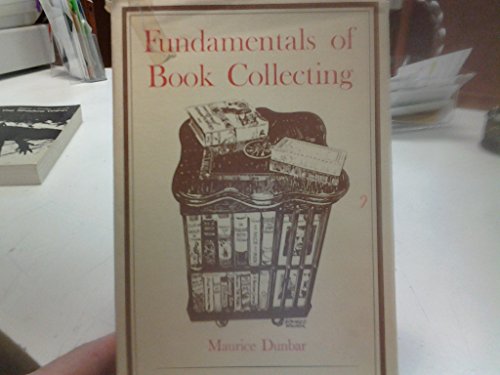 Fundamentals of
Book Collecting
Maurice Dunbar